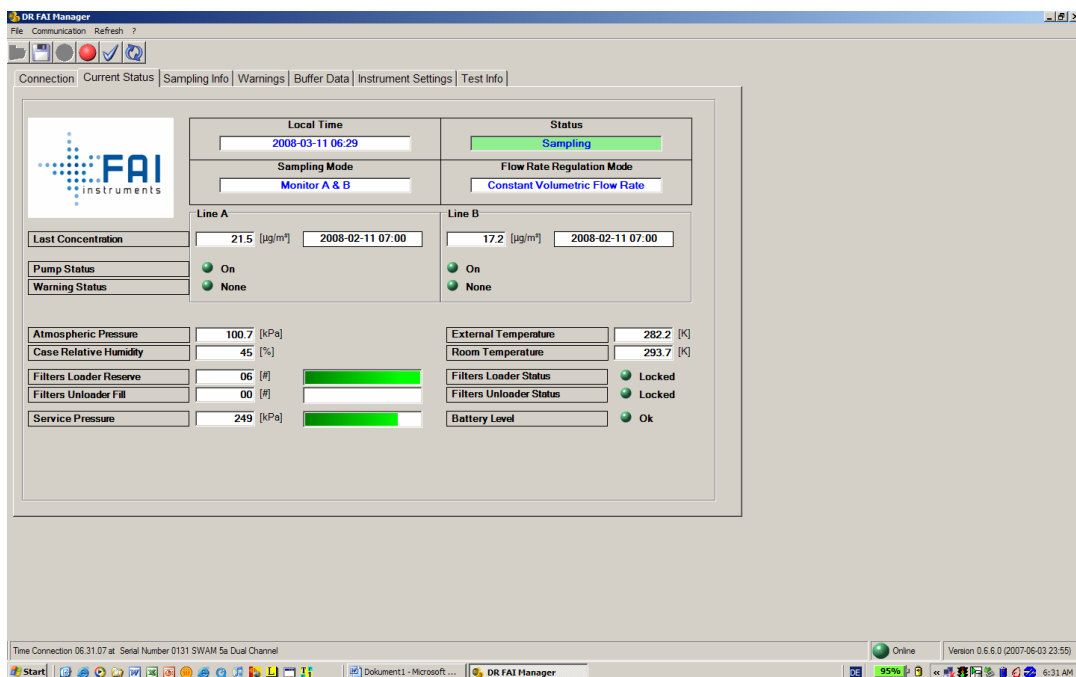 DR FAI Manager
File Communication Refresh ?
Connection Current Status Sampling Info Warnings Buffer Data Instrument Settings Test Info
FAI
instruments
Local Time
2008-03-11 06:29
Status
Sampling
Sampling Mode
Monitor A & B
Flow Rate Regulation Mode
Constant Volumetric Flow Rate
Line A
Line B
Last Concentration 21.5 [µg/m³] 2008-02-11 07:00 17.2 [µg/m³] 2008-02-11 07:00
Pump Status On On
Warning Status None None
Atmospheric Pressure 100.7 [kPa] External Temperature 282.2 [K]
Case Relative Humidity 45 [%] Room Temperature 293.7 [K]
Filters Loader Reserve 06 [#] Filters Loader Status Locked
Filters Unloader Fill 00 [#] Filters Unloader Status Locked
Service Pressure 249 [kPa] Battery Level Ok
Time Connection 06.31.07 at Serial Number 0131 SWAM 5a Dual Channel Online Version 0.6.6.0 (2007-06-03 23:55)
Start Dokument1 - Microsoft ... DR FAI Manager DE 95% « 6:31 AM